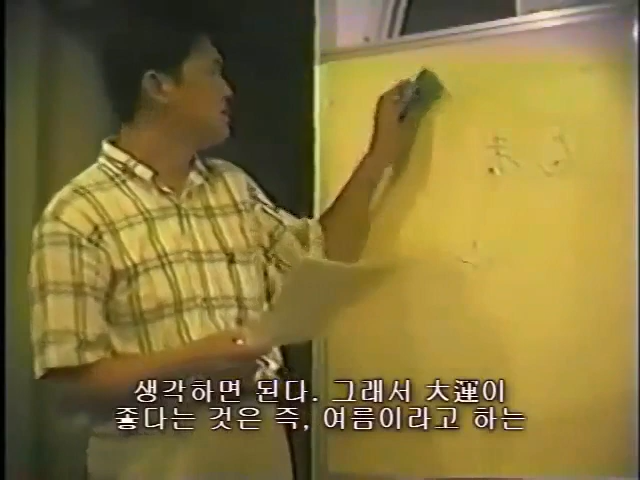 생각하면 된다. 그래서 大運이
좋다는 것은 즉, 여름이라고 하는